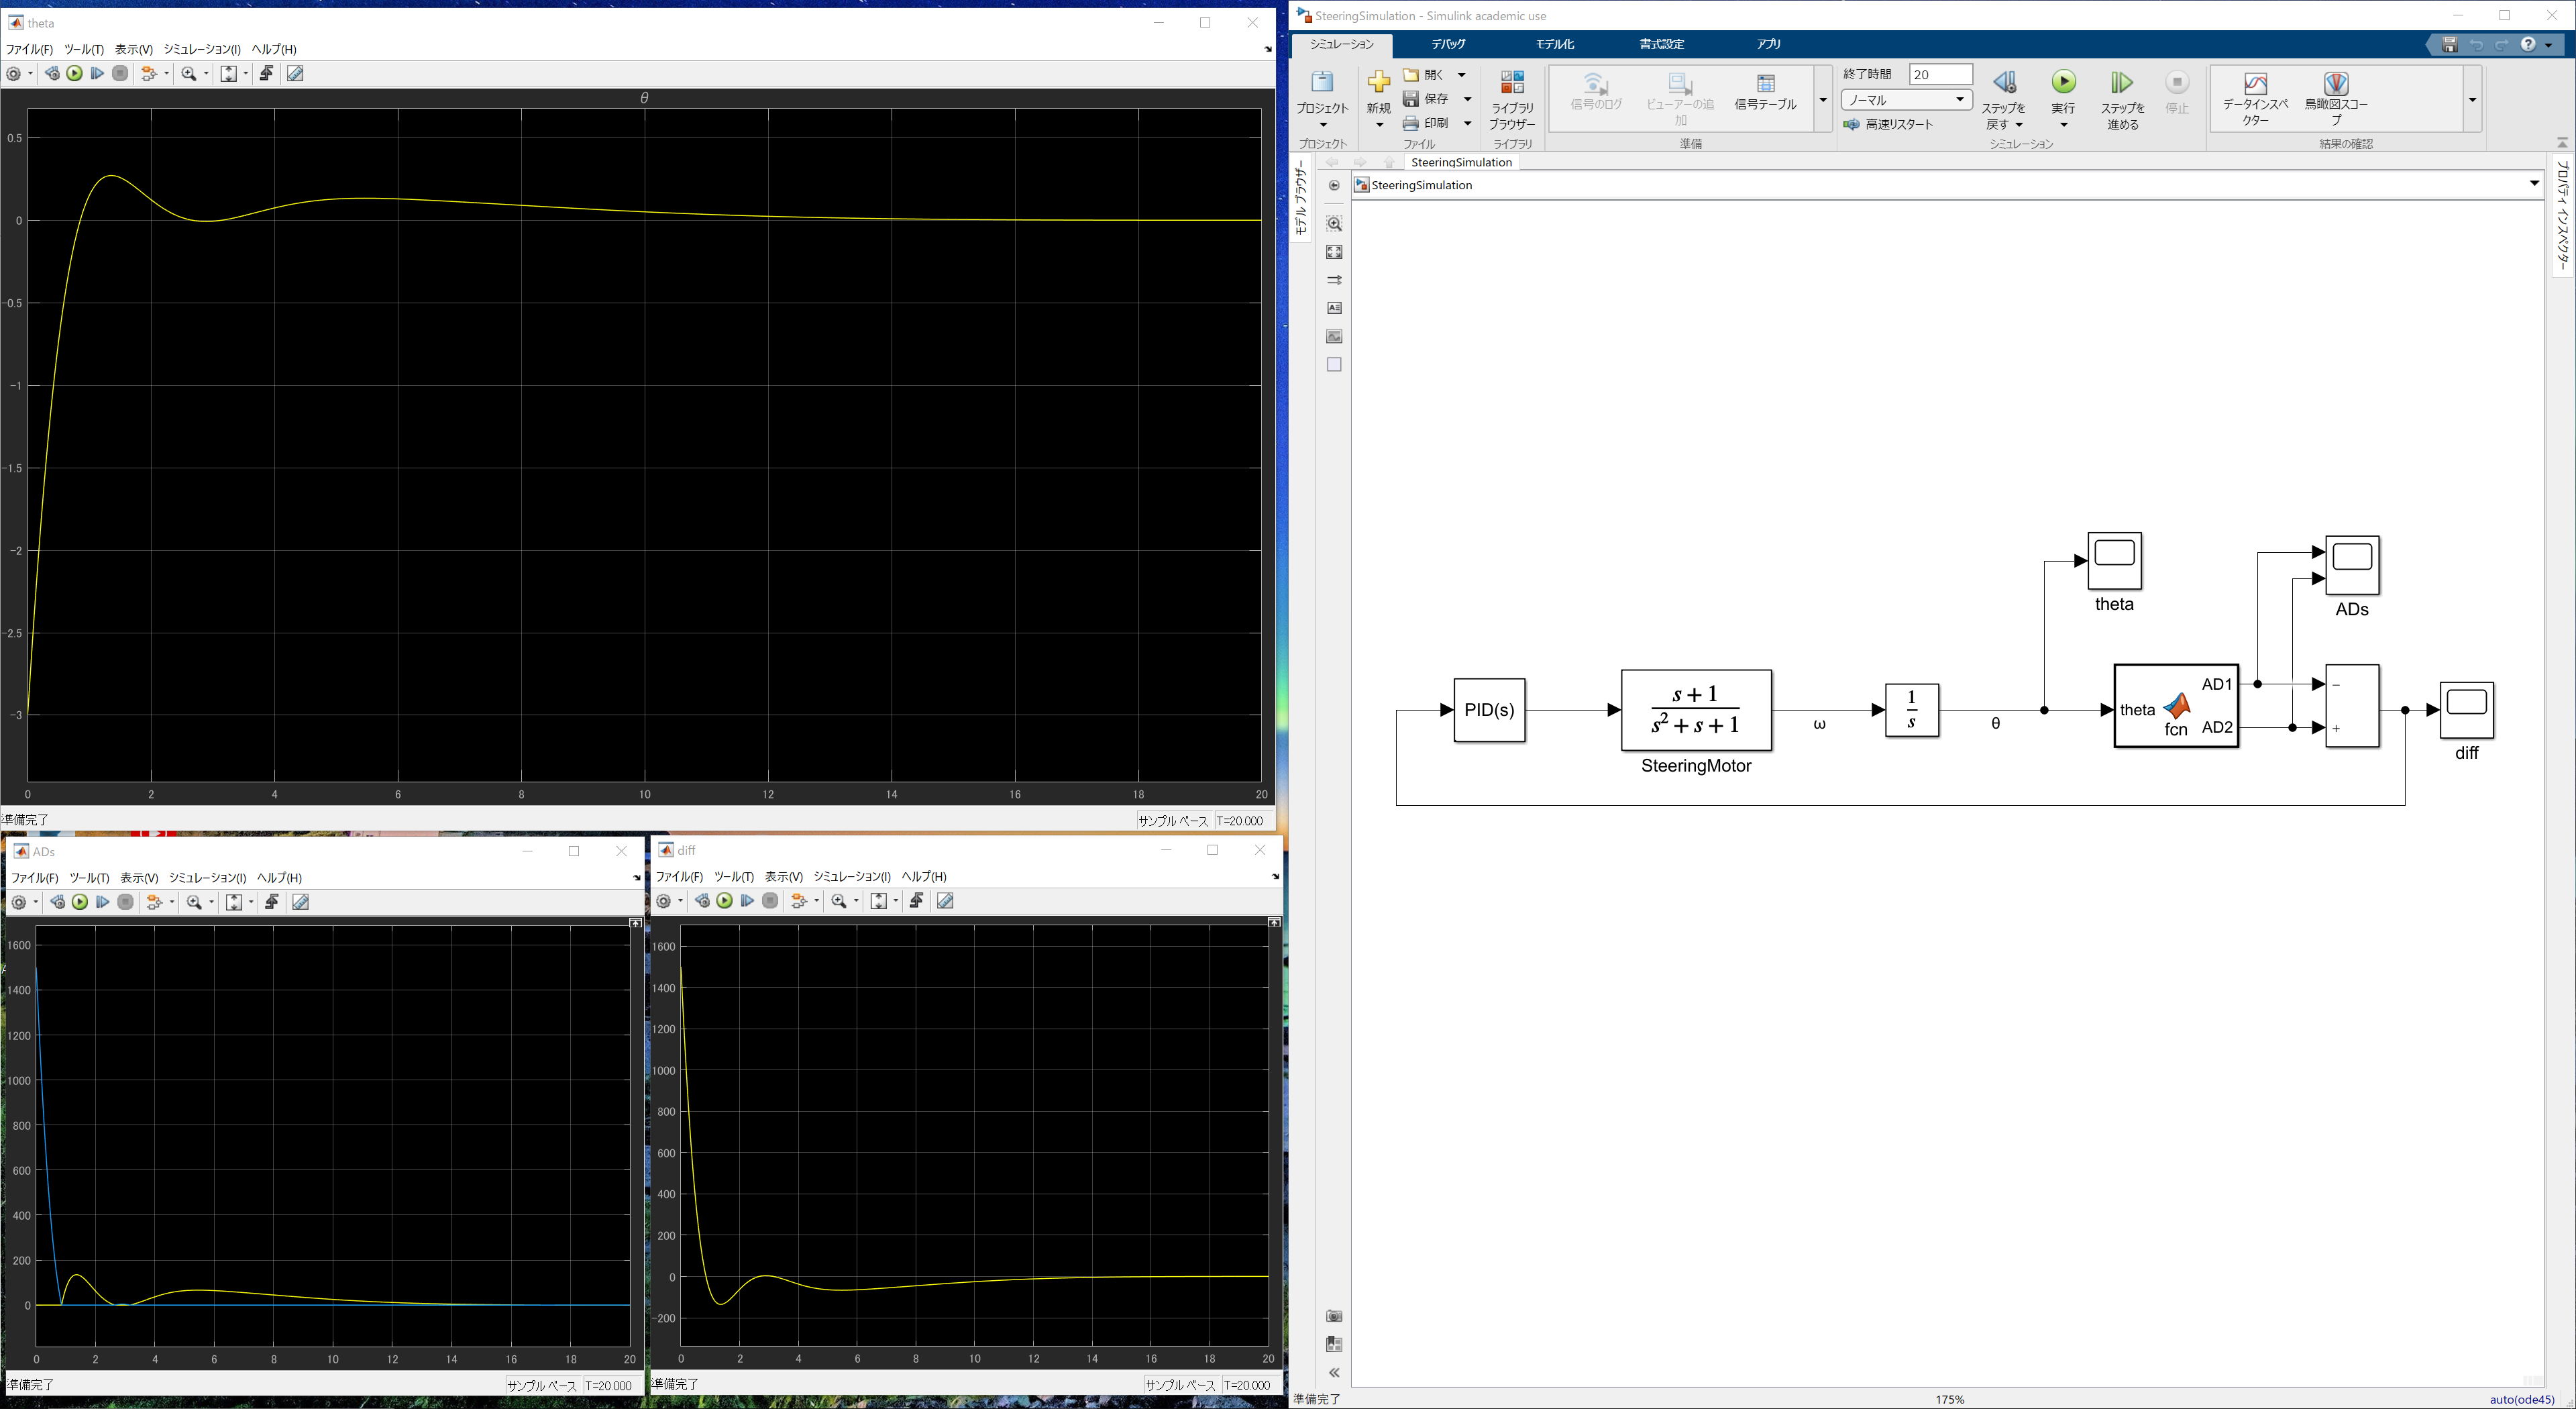 theta
ファイル(F) ツール(T) 表示(V) シミュレーション(I) ヘルプ(H)
θ
0.5
0
-0.5
-1
-1.5
-2
-2.5
-3
0 2 4 6 8 10 12 14 16 18 20
準備完了
サンプル ベース T=20.000
ADs
ファイル(F) ツール(T) 表示(V) シミュレーション(I) ヘルプ(H)
1600
1400
1200
1000
800
600
400
200
0
0 2 4 6 8 10 12 14 16 18 20
準備完了
サンプル ベース T=20.000
diff
ファイル(F) ツール(T) 表示(V) シミュレーション(I) ヘルプ(H)
1600
1400
1200
1000
800
600
400
200
0
-200
0 2 4 6 8 10 12 14 16 18 20
準備完了
サンプル ベース T=20.000
SteeringSimulation - Simulink academic use
シミュレーション デバッグ モデル化 書式設定 アプリ
プロジェクト
プロジェクト
新規
開く
保存
印刷
ファイル
ライブラリ
ブラウザー
ライブラリ
信号のログ
ビューアーの追
加
信号テーブル
準備
終了時間 20
ノーマル
高速リスタート
ステップを
戻す
実行
ステップを
進める
停止
シミュレーション
データインスペ
クター
鳥瞰図スコー
プ
結果の確認
モデル ブラウザー
プロパティ インスペクター
SteeringSimulation
SteeringSimulation
theta
ADs
PID(s)
s + 1
s2 + s + 1
SteeringMotor
ω
1
s
θ
theta
fcn
AD1
AD2
−
+
diff
準備完了
175%
auto(ode45)